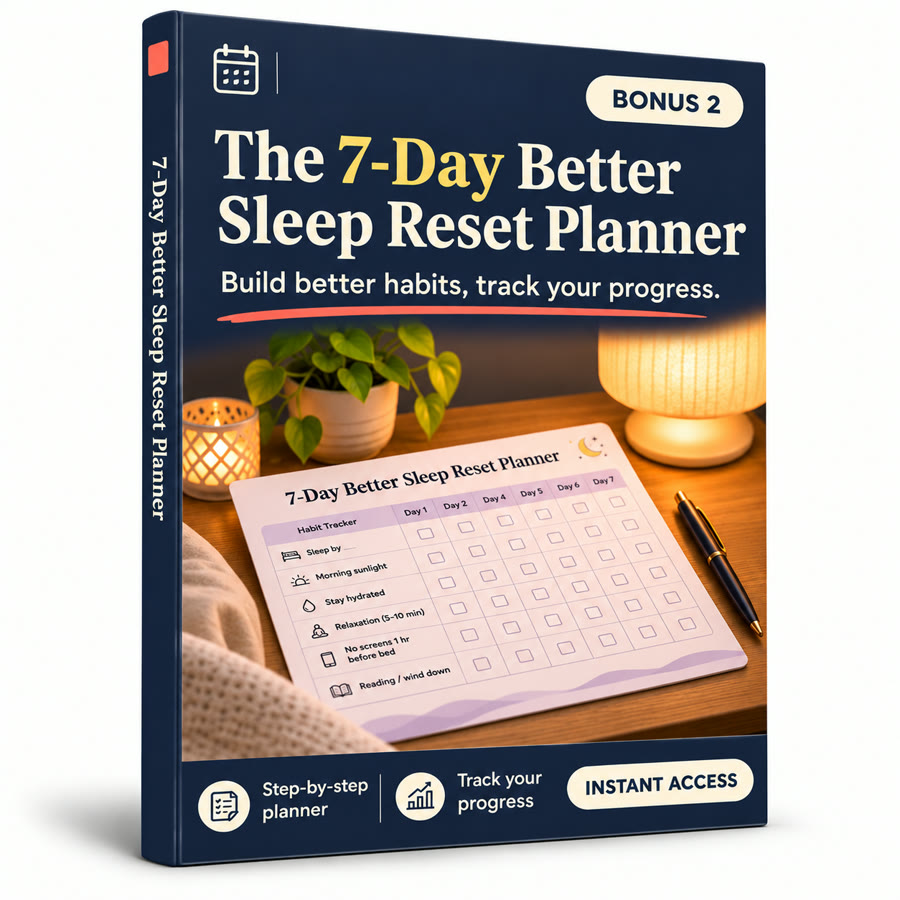 7-Day Better Sleep Reset Planner
BONUS 2
The 7-Day Better
Sleep Reset Planner
Build better habits, track your progress.
7-Day Better Sleep Reset Planner
Habit Tracker Day 1 Day 2 Day 4 Day 5 Day 6 Day 7
Sleep by ....
Morning sunlight
Stay hydrated
Relaxation (5-10 min)
No screens 1 hr
before bed
Reading / wind down
Step-by-step
planner
Track your
progress
INSTANT ACCESS